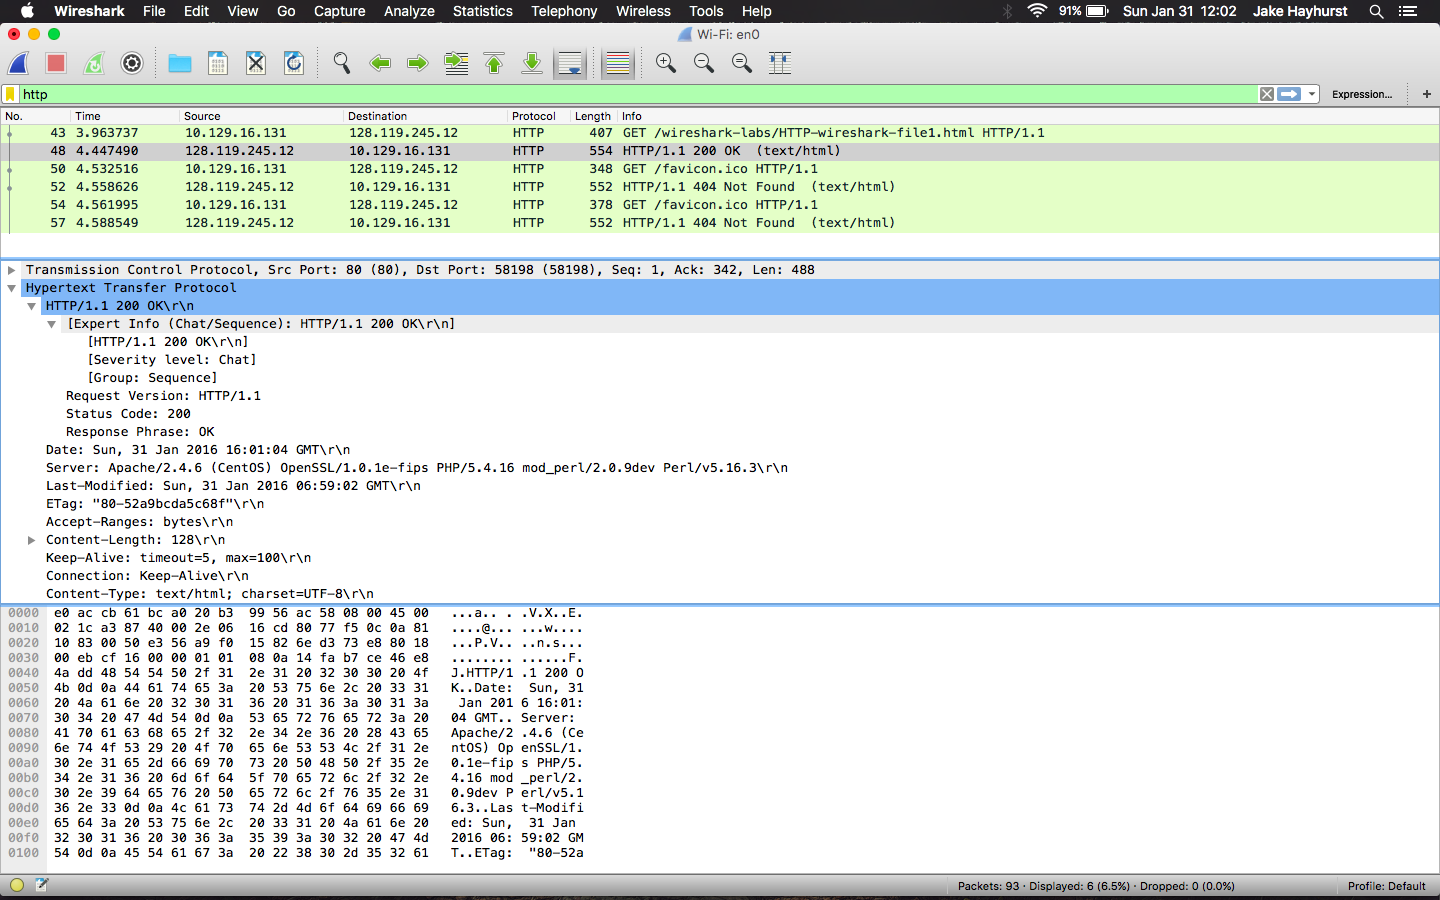 Wireshark File Edit View Go Capture Analyze Statistics Telephony Wireless Tools Help 91% Sun Jan 31 12:02 Jake Hayhurst
Wi-Fi: en0
http Expression... +
No. Time Source Destination Protocol Length Info
43 3.963737 10.129.16.131 128.119.245.12 HTTP 407 GET /wireshark-labs/HTTP-wireshark-file1.html HTTP/1.1
48 4.447490 128.119.245.12 10.129.16.131 HTTP 554 HTTP/1.1 200 OK (text/html)
50 4.532516 10.129.16.131 128.119.245.12 HTTP 348 GET /favicon.ico HTTP/1.1
52 4.558626 128.119.245.12 10.129.16.131 HTTP 552 HTTP/1.1 404 Not Found (text/html)
54 4.561995 10.129.16.131 128.119.245.12 HTTP 378 GET /favicon.ico HTTP/1.1
57 4.588549 128.119.245.12 10.129.16.131 HTTP 552 HTTP/1.1 404 Not Found (text/html)
Transmission Control Protocol, Src Port: 80 (80), Dst Port: 58198 (58198), Seq: 1, Ack: 342, Len: 488
Hypertext Transfer Protocol
HTTP/1.1 200 OK\r\n
[Expert Info (Chat/Sequence): HTTP/1.1 200 OK\r\n]
[HTTP/1.1 200 OK\r\n]
[Severity level: Chat]
[Group: Sequence]
Request Version: HTTP/1.1
Status Code: 200
Response Phrase: OK
Date: Sun, 31 Jan 2016 16:01:04 GMT\r\n
Server: Apache/2.4.6 (CentOS) OpenSSL/1.0.1e-fips PHP/5.4.16 mod_perl/2.0.9dev Perl/v5.16.3\r\n
Last-Modified: Sun, 31 Jan 2016 06:59:02 GMT\r\n
ETag: "80-52a9bcda5c68f"\r\n
Accept-Ranges: bytes\r\n
Content-Length: 128\r\n
Keep-Alive: timeout=5, max=100\r\n
Connection: Keep-Alive\r\n
Content-Type: text/html; charset=UTF-8\r\n
0000 e0 ac cb 61 bc a0 20 b3 99 56 ac 58 08 00 45 00 ...a.. . .V.X..E.
0010 02 1c a3 87 40 00 2e 06 16 cd 80 77 f5 0c 0a 81 ....@... ...w....
0020 10 83 00 50 e3 56 a9 f0 15 82 6e d3 73 e8 80 18 ...P.V.. ..n.s...
0030 00 eb cf 16 00 00 01 01 08 0a 14 fa b7 ce 46 e8 ........ ......F.
0040 4a dd 48 54 54 50 2f 31 2e 31 20 32 30 30 20 4f J.HTTP/1 .1 200 O
0050 4b 0d 0a 44 61 74 65 3a 20 53 75 6e 2c 20 33 31 K..Date: Sun, 31
0060 20 4a 61 6e 20 32 30 31 36 20 31 36 3a 30 31 3a Jan 201 6 16:01:
0070 30 34 20 47 4d 54 0d 0a 53 65 72 76 65 72 3a 20 04 GMT.. Server:
0080 41 70 61 63 68 65 2f 32 2e 34 2e 36 20 28 43 65 Apache/2 .4.6 (Ce
0090 6e 74 4f 53 29 20 4f 70 65 6e 53 53 4c 2f 31 2e ntOS) Op enSSL/1.
00a0 30 2e 31 65 2d 66 69 70 73 20 50 48 50 2f 35 2e 0.1e-fip s PHP/5.
00b0 34 2e 31 36 20 6d 6f 64 5f 70 65 72 6c 2f 32 2e 4.16 mod _perl/2.
00c0 30 2e 39 64 65 76 20 50 65 72 6c 2f 76 35 2e 31 0.9dev P erl/v5.1
00d0 36 2e 33 0d 0a 4c 61 73 74 2d 4d 6f 64 69 66 69 6.3..Las t-Modifi
00e0 65 64 3a 20 53 75 6e 2c 20 33 31 20 4a 61 6e 20 ed: Sun, 31 Jan
00f0 32 30 31 36 20 30 36 3a 35 39 3a 30 32 20 47 4d 2016 06: 59:02 GM
0100 54 0d 0a 45 54 61 67 3a 20 22 38 30 2d 35 32 61 T..ETag: "80-52a
Packets: 93 · Displayed: 6 (6.5%) · Dropped: 0 (0.0%) Profile: Default